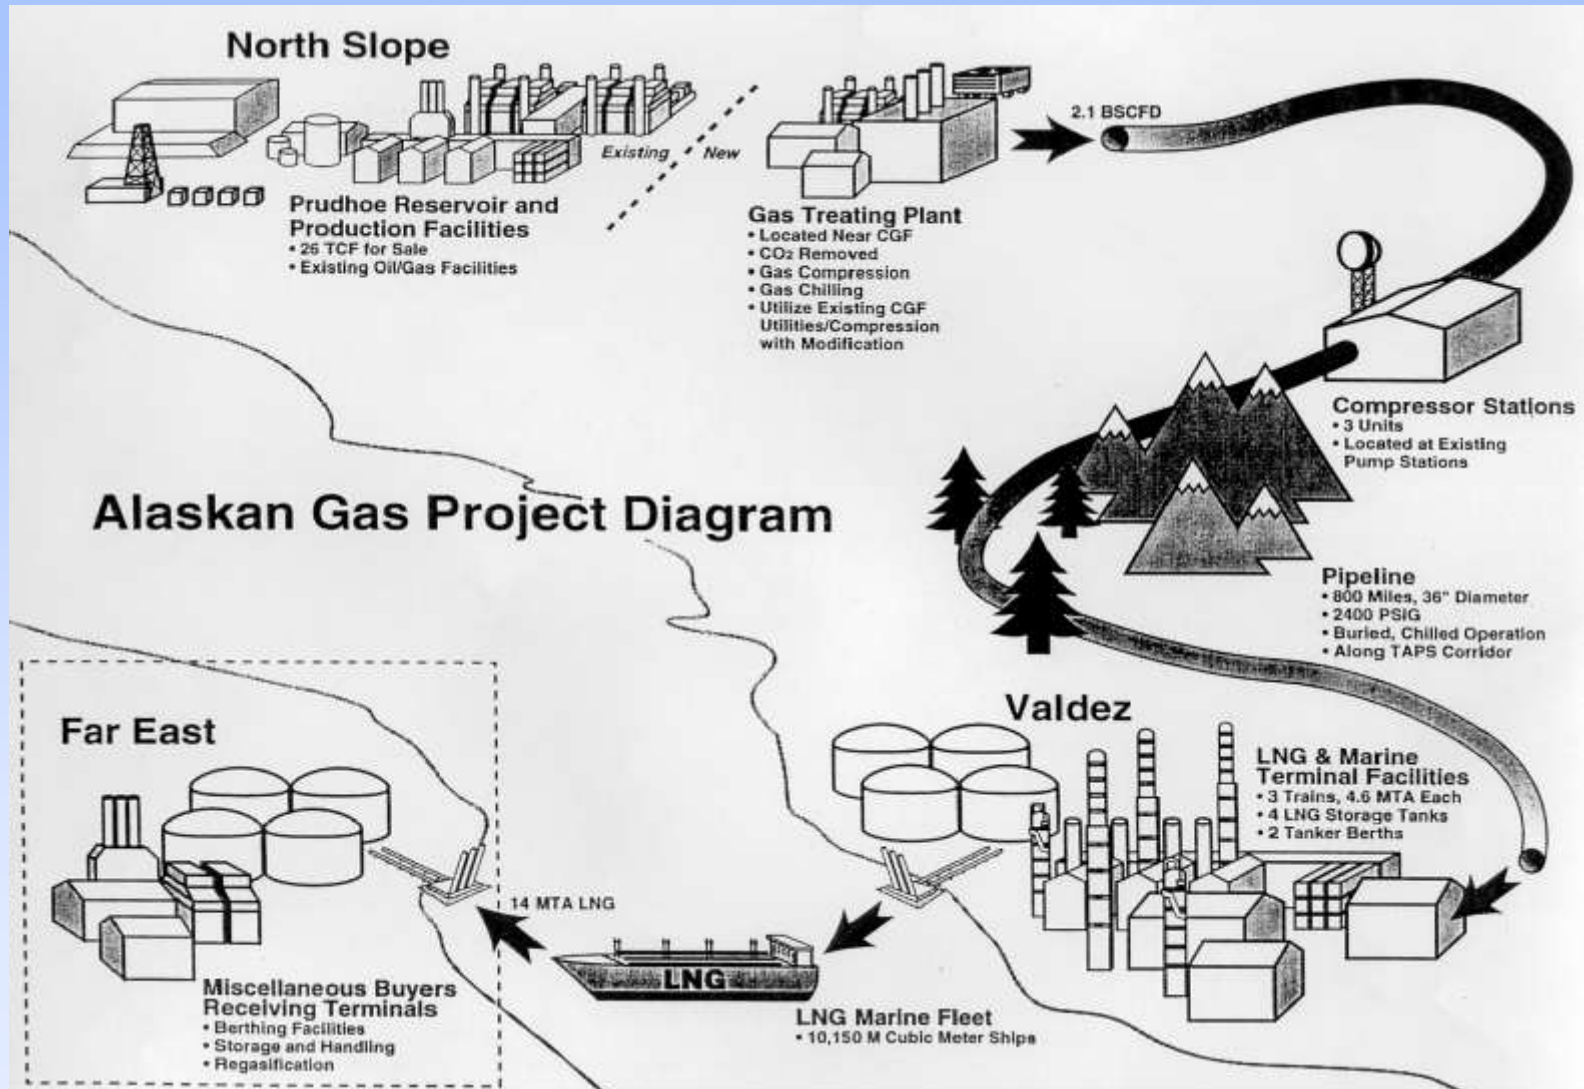 North Slope
Existing
New
Prudhoe Reservoir and
Production Facilities
• 26 TCF for Sale
• Existing Oil/Gas Facilities
Gas Treating Plant
• Located Near CGF
• CO2 Removed
• Gas Compression
• Gas Chilling
• Utilize Existing CGF
Utilities/Compression
with Modification
2.1 BSCFD
Compressor Stations
• 3 Units
• Located at Existing
Pump Stations
Alaskan Gas Project Diagram
Pipeline
• 800 Miles, 36" Diameter
• 2400 PSIG
• Buried, Chilled Operation
• Along TAPS Corridor
Valdez
LNG & Marine
Terminal Facilities
• 3 Trains, 4.6 MTA Each
• 4 LNG Storage Tanks
• 2 Tanker Berths
Far East
14 MTA LNG
LNG
Miscellaneous Buyers
Receiving Terminals
• Berthing Facilities
• Storage and Handling
• Regasification
LNG Marine Fleet
• 10,150 M Cubic Meter Ships